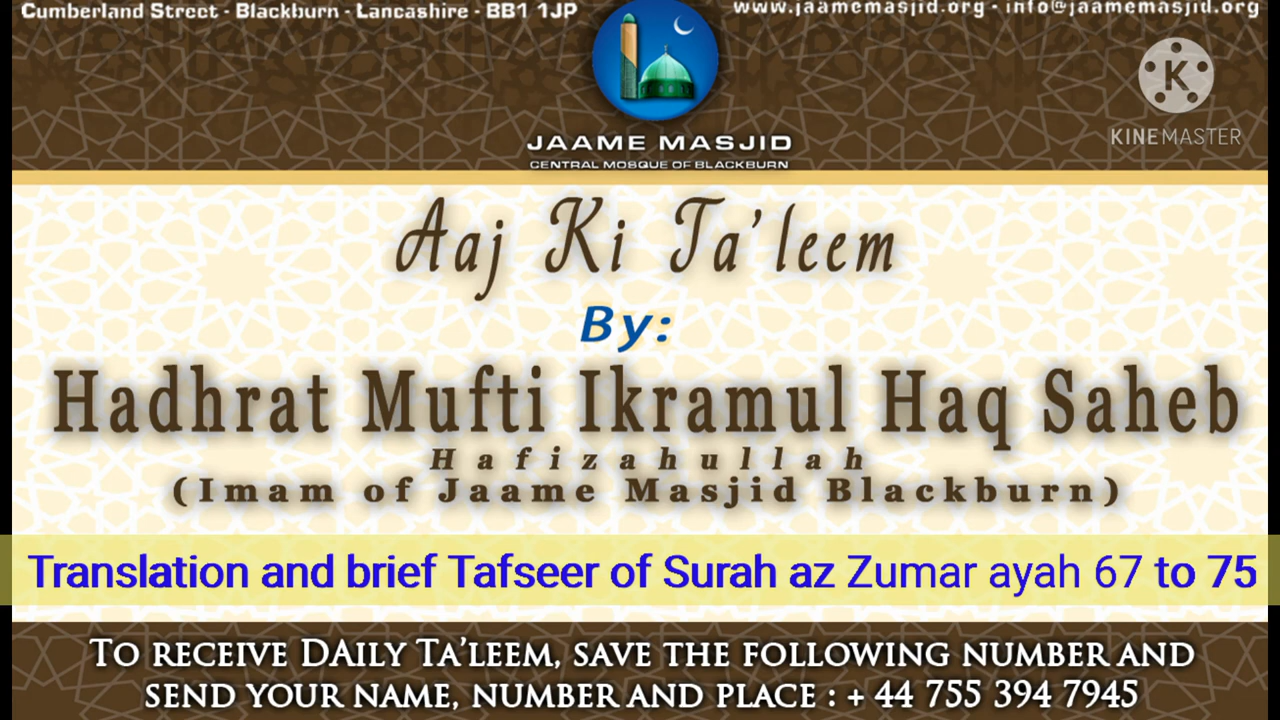 Cumberland Street - Blackburn - Lancashire - BB1 1JP
www.jaamemasjid.org - info@jaamemasjid.org
K
KINEMASTER
JAAME MASJID
CENTRAL MOSQUE OF BLACKBURN
Aaj Ki Ta'leem
By:
Hadhrat Mufti Ikramul Haq Saheb
Hafizahullah
(Imam of Jaame Masjid Blackburn)
Translation and brief Tafseer of Surah az Zumar ayah 67 to 75
TO RECEIVE DAILY TA'LEEM, SAVE THE FOLLOWING NUMBER AND
SEND YOUR NAME, NUMBER AND PLACE : + 44 755 394 7945